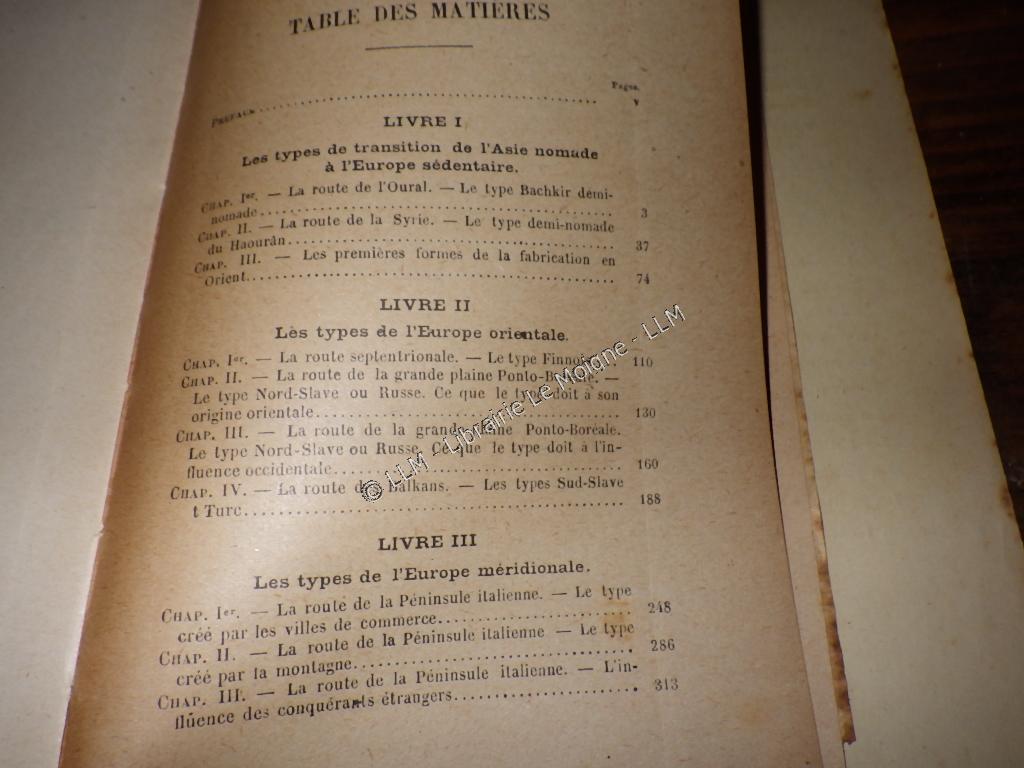 TABLE DES MATIÈRES
Pages.
PRÉFACE ........ V
LIVRE I
Les types de transition de l'Asie nomade
à l'Europe sédentaire.
CHAP. Ier. — La route de l'Oural. — Le type Bachkir demi-
nomade ........ 3
CHAP. II. — La route de la Syrie. — Le type demi-nomade
du Haourân ........ 37
CHAP. III. — Les premières formes de la fabrication en
Orient ........ 74
LIVRE II
Les types de l'Europe orientale.
CHAP. Ier. — La route septentrionale. — Le type Finnois 110
CHAP. II. — La route de la grande plaine Ponto-Boréale. —
Le type Nord-Slave ou Russe. Ce que le type doit à son
origine orientale ........ 130
CHAP. III. — La route de la grande plaine Ponto-Boréale.
Le type Nord-Slave ou Russe. Ce que le type doit à l'in-
fluence occidentale ........ 160
CHAP. IV. — La route des Balkans. — Les types Sud-Slave
t Turc ........ 188
LIVRE III
Les types de l'Europe méridionale.
CHAP. Ier. — La route de la Péninsule italienne. — Le type
créé par les villes de commerce ........ 248
CHAP. II. — La route de la Péninsule italienne — Le type
créé par la montagne ........ 286
CHAP. III. — La route de la Péninsule italienne. — L'in-
fluence des conquérants étrangers ........ 313
© LLM - Librairie Le Moigne - LLM